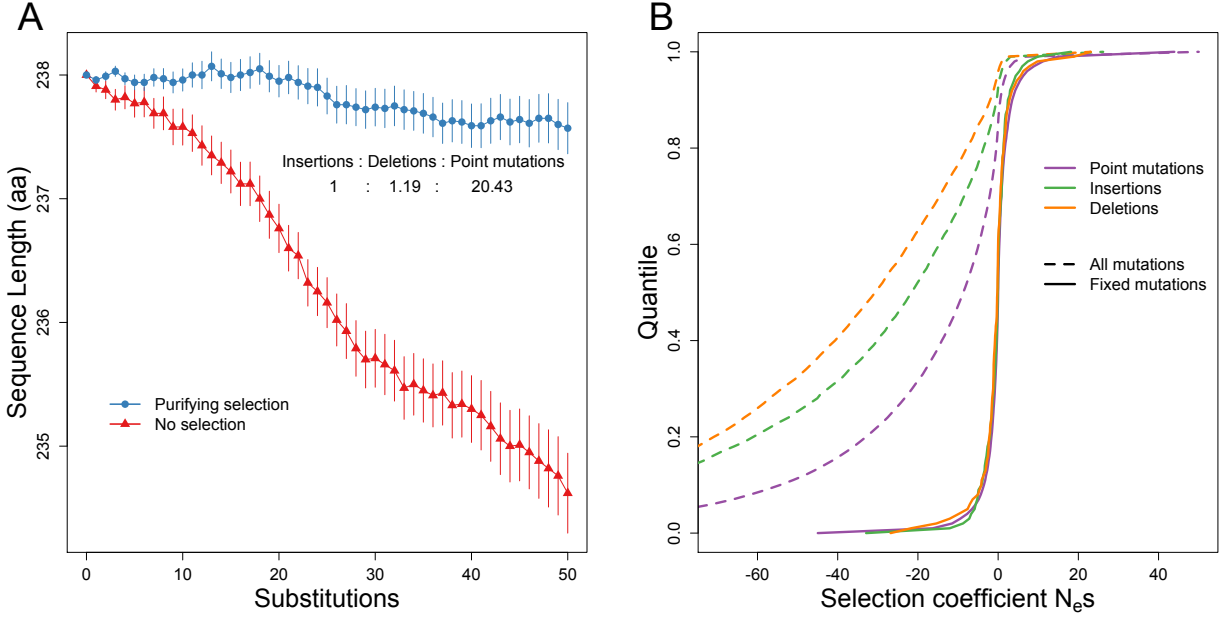 A
Sequence Length (aa)
238
237
236
235
Insertions : Deletions : Point mutations
1 : 1.19 : 20.43
Purifying selection
No selection
0 10 20 30 40 50
Substitutions
B
Quantile
1.0
0.8
0.6
0.4
0.2
0.0
Point mutations
Insertions
Deletions
All mutations
Fixed mutations
-60 -40 -20 0 20 40
Selection coefficient Nₑs